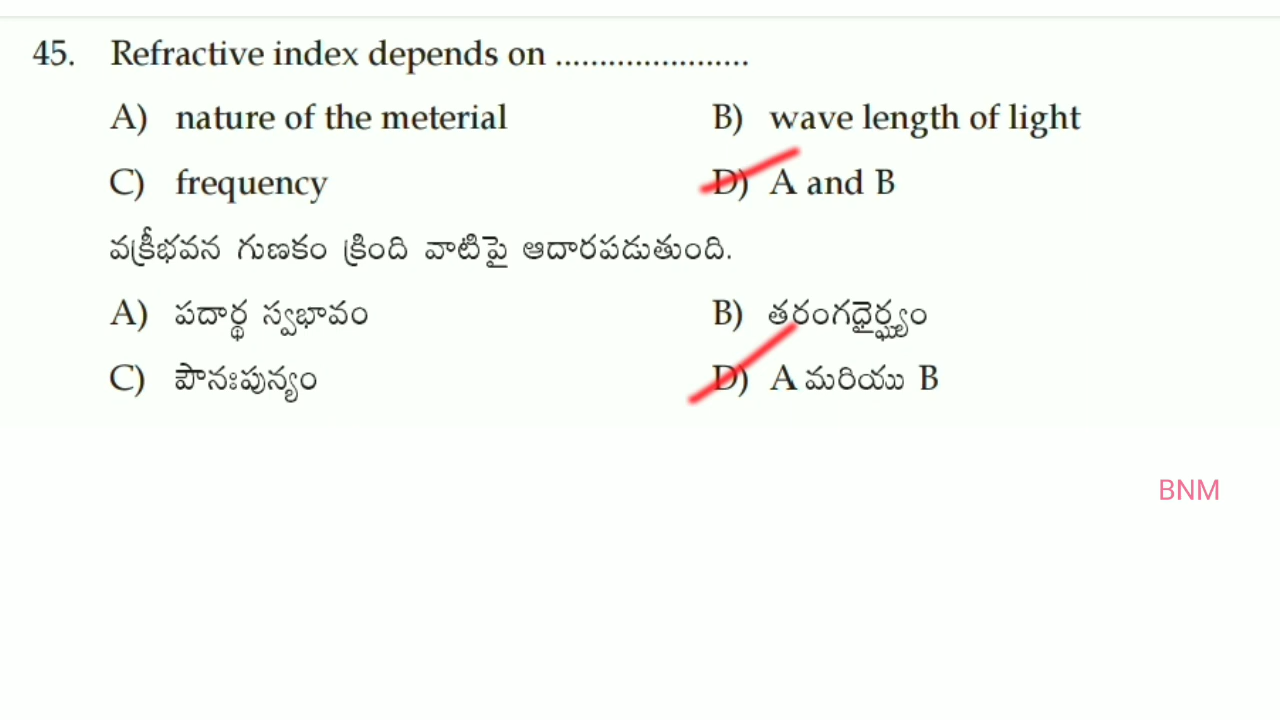 45. Refractive index depends on .....................
A) nature of the meterial B) wave length of light
C) frequency D) A and B
వక్రీభవన గుణకం క్రింది వాటిపై ఆదారపడుతుంది.
A) పదార్థ స్వభావం B) తరంగధైర్ఘ్యం
C) పౌనఃపున్యం D) A మరియు B
BNM